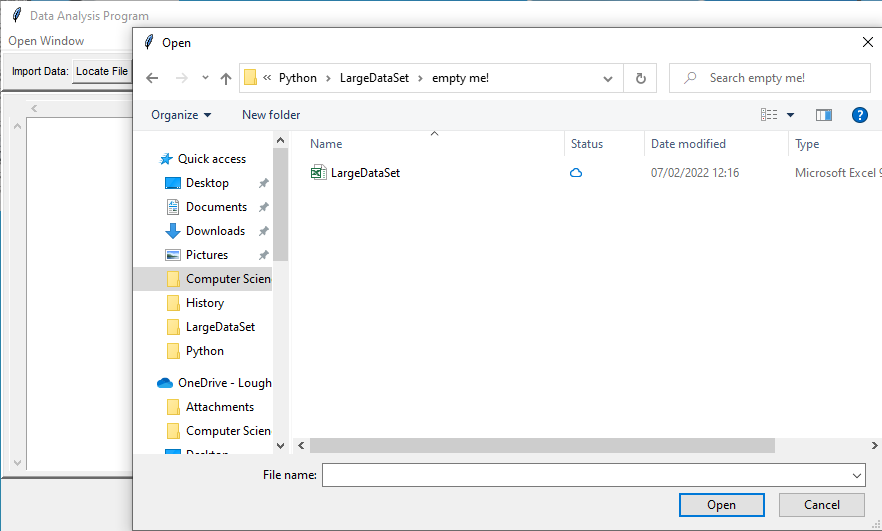 Data Analysis Program
Open Window
Import Data: Locate File
Open
« Python > LargeDataSet > empty me!
Search empty me!
Organize
New folder
Name Status Date modified Type
LargeDataSet 07/02/2022 12:16 Microsoft Excel 9
Quick access
Desktop
Documents
Downloads
Pictures
Computer Scien
History
LargeDataSet
Python
OneDrive - Lough
Attachments
Computer Scien
Desktop
File name:
Open Cancel